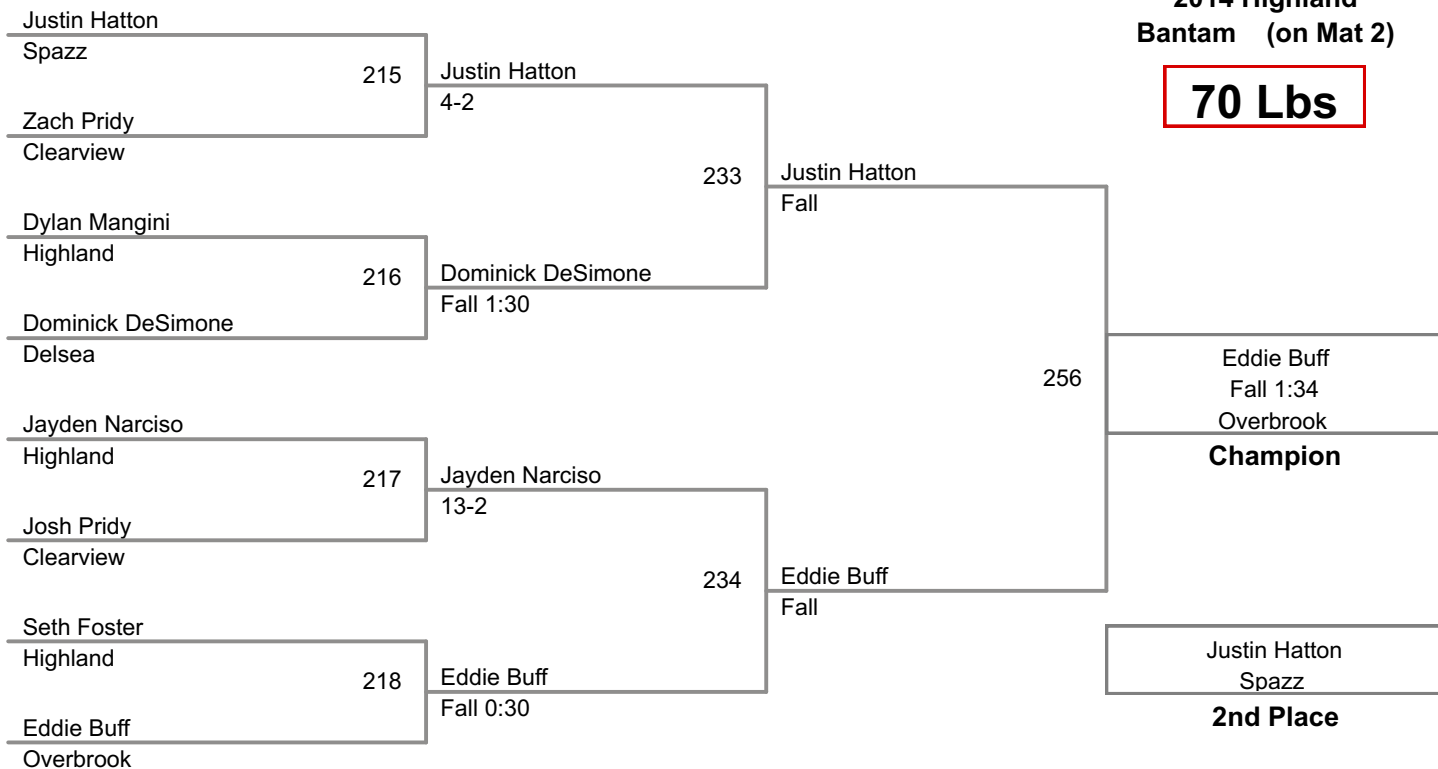 2014 Highland
Bantam (on Mat 2)
70 Lbs
Justin Hatton
Spazz
215
Zach Pridy
Clearview
Justin Hatton
4-2
Dylan Mangini
Highland
216
Dominick DeSimone
Delsea
Dominick DeSimone
Fall 1:30
233
Justin Hatton
Fall
Jayden Narciso
Highland
217
Josh Pridy
Clearview
Jayden Narciso
13-2
Seth Foster
Highland
218
Eddie Buff
Overbrook
Eddie Buff
Fall 0:30
234
Eddie Buff
Fall
256
Eddie Buff
Fall 1:34
Overbrook
Champion
Justin Hatton
Spazz
2nd Place